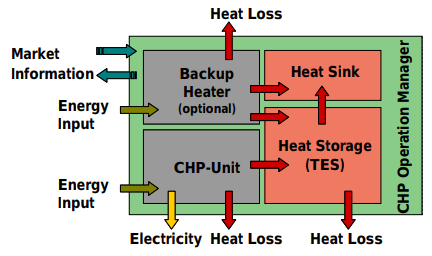 Heat Loss
Market
Information
Backup
Heater
(optional)
Heat Sink
Energy
Input
CHP-Unit
Heat Storage
(TES)
Energy
Input
CHP Operation Manager
Electricity Heat Loss Heat Loss